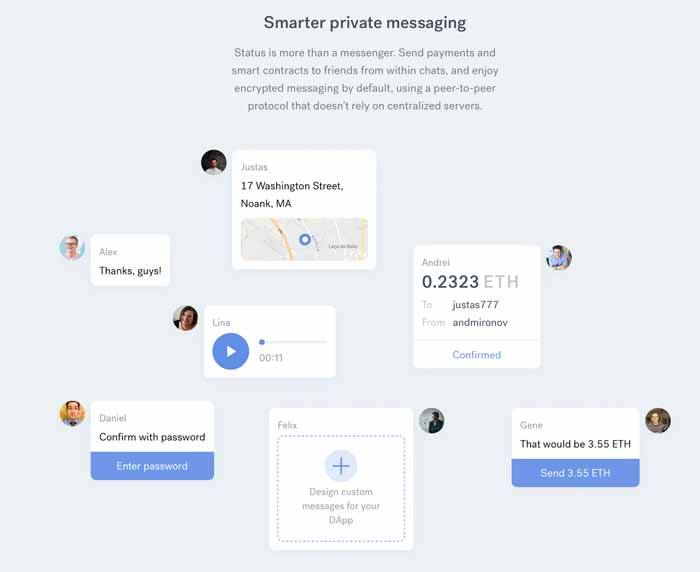 Smarter private messaging
Status is more than a messenger. Send payments and
smart contracts to friends from within chats, and enjoy
encrypted messaging by default, using a peer-to-peer
protocol that doesn't rely on centralized servers.
Justas
17 Washington Street,
Noank, MA
Alex
Thanks, guys!
Andrei
0.2323 ETH
To justas777
From andmironov
Confirmed
Lina
00:11
Daniel
Confirm with password
Enter password
Felix
Design custom
messages for your
DApp
Gene
That would be 3.55 ETH
Send 3.55 ETH